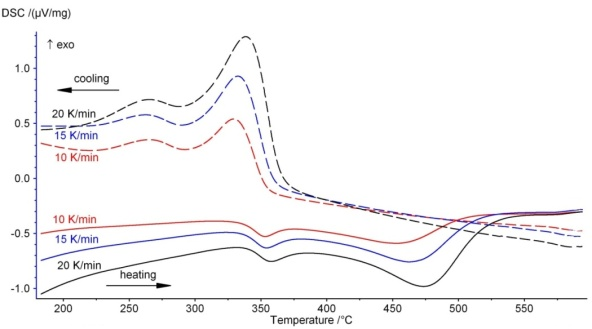 DSC /(µV/mg)
↑ exo
1.0
cooling
0.5
20 K/min
15 K/min
10 K/min
0.0
10 K/min
-0.5
15 K/min
20 K/min
heating
-1.0
200 250 300 350 400 450 500 550
Temperature /°C